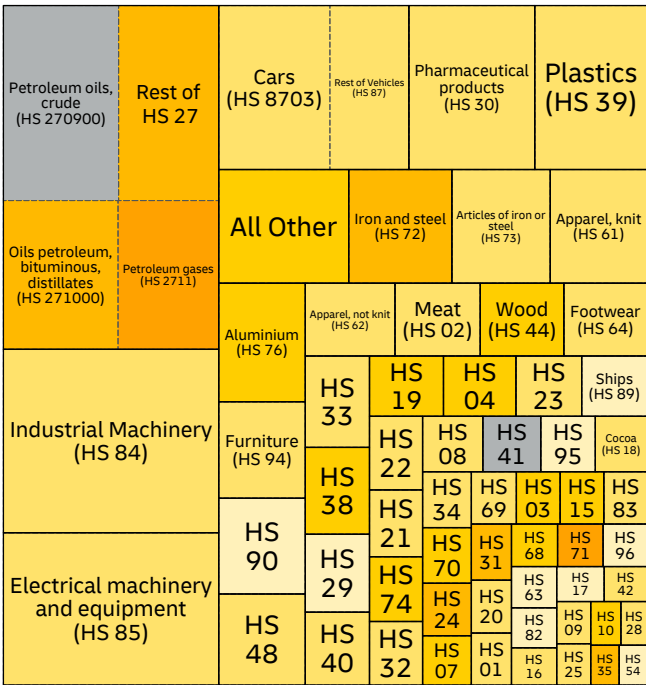 Petroleum oils,
crude
(HS 270900)
Rest of
HS 27
Oils petroleum,
bituminous,
distillates
(HS 271000)
Petroleum gases
(HS 2711)
Industrial Machinery
(HS 84)
Electrical machinery
and equipment
(HS 85)
Cars
(HS 8703)
Rest of Vehicles
(HS 87)
Pharmaceutical
products
(HS 30)
Plastics
(HS 39)
All Other
Iron and steel
(HS 72)
Articles of iron or
steel
(HS 73)
Apparel, knit
(HS 61)
Aluminium
(HS 76)
Apparel, not knit
(HS 62)
Meat
(HS 02)
Wood
(HS 44)
Footwear
(HS 64)
Furniture
(HS 94)
HS
90
HS
48
HS
33
HS
38
HS
29
HS
40
HS
19
HS
04
HS
23
Ships
(HS 89)
HS
22
HS
21
HS
74
HS
32
HS
08
HS
41
HS
95
Cocoa
(HS 18)
HS
34
HS
69
HS
03
HS
15
HS
83
HS
70
HS
31
HS
68
HS
71
HS
96
HS
24
HS
07
HS
20
HS
01
HS
63
HS
17
HS
42
HS
82
HS
16
HS
09
HS
10
HS
28
HS
25
HS
35
HS
54